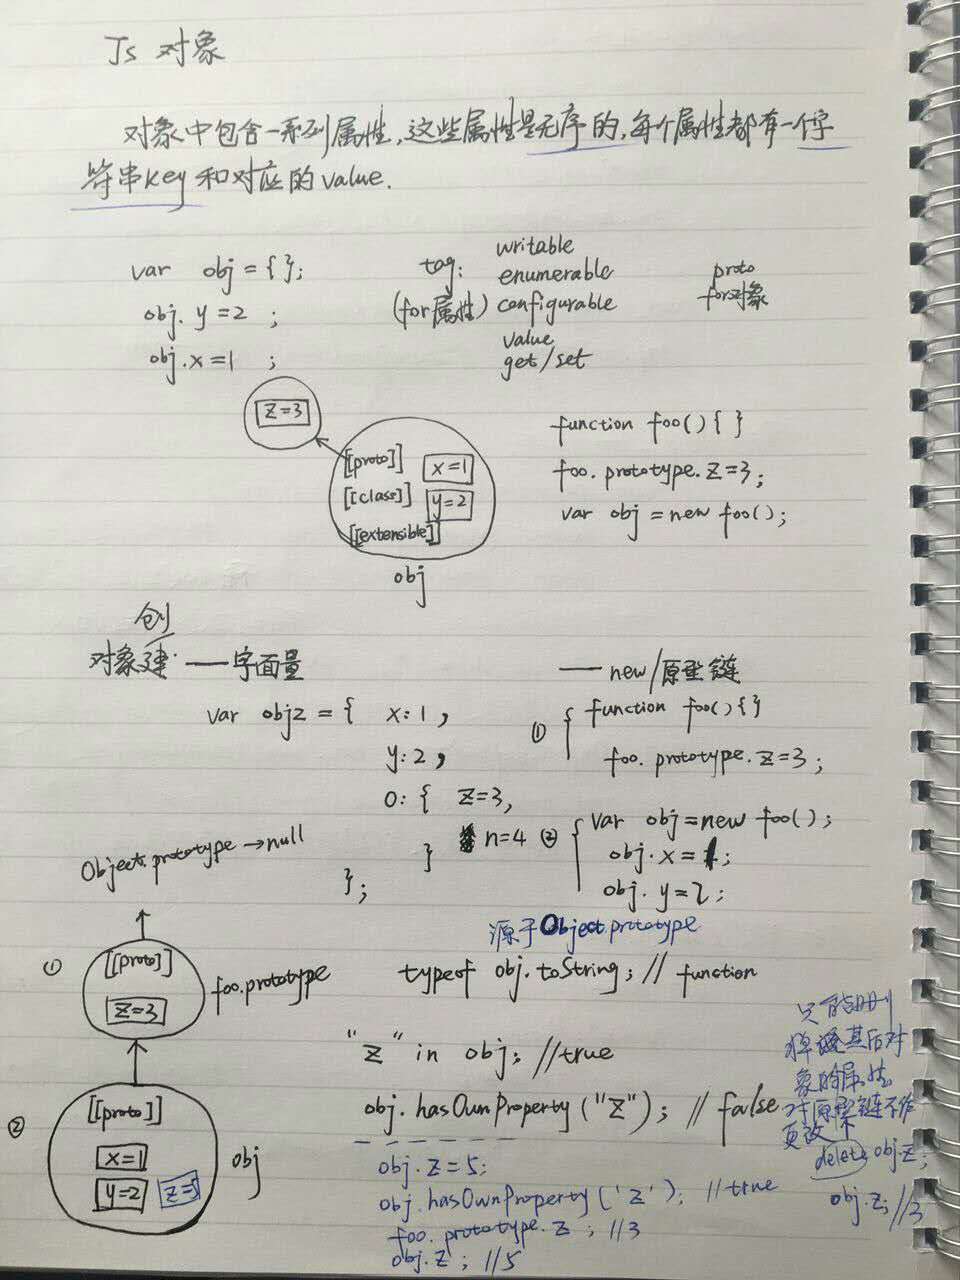 Js 对象
对象中包含一系列属性,这些属性是无序的,每个属性都有一个字
符串key和对应的value.
var obj = { };
obj. y = 2 ;
obj.x = 1 ;
tag:
(for属性)
writable
enumerable
configurable
value
get/set
proto
for对象
z=3
[[proto]]
x=1
[[class]]
y=2
[[extensible]]
obj
function foo( ) { }
foo. prototype. z = 3 ;
var obj = new foo( );
创
对象建 —— 字面量
var obj2 = { x: 1 ,
y: 2 ,
0: { z=3,
n=4
}
};
—— new/原型链
① { function foo( ) { }
foo. prototype. z=3 ;
② { var obj = new foo( );
obj. x = 1;
obj. y = 2 ;
Object.prototype → null
①
[[proto]]
z=3
foo.prototype
②
[[proto]]
x=1
y=2
z=5
obj
源于Object.prototype
typeof obj.toString ; // function
"z" in obj; //true
obj.hasOwnProperty ("z"); // false
obj. z = 5;
obj. hasOwnProperty ('z'); //true
foo. prototype. z ; //3
obj. z ; //5
只能删
掉其后对
象的属性
对原型链不作
更改
delete obj.z;
obj.z; //3